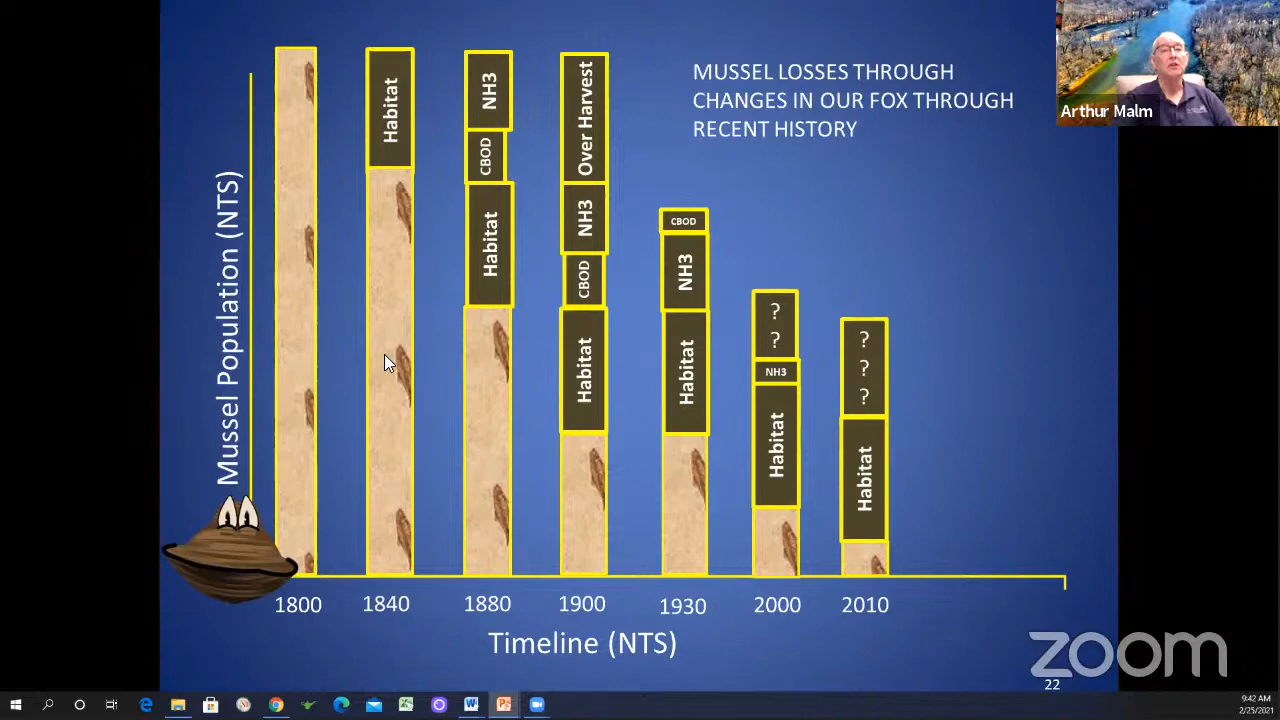 MUSSEL LOSSES THROUGH
CHANGES IN OUR FOX THROUGH
RECENT HISTORY
Arthur Malm
Mussel Population (NTS)
Habitat
NH3
CBOD
Habitat
Over Harvest
NH3
CBOD
Habitat
CBOD
NH3
Habitat
?
?
NH3
Habitat
?
?
?
Habitat
1800 1840 1880 1900 1930 2000 2010
Timeline (NTS)
zoom
22
9:42 AM
2/25/2021